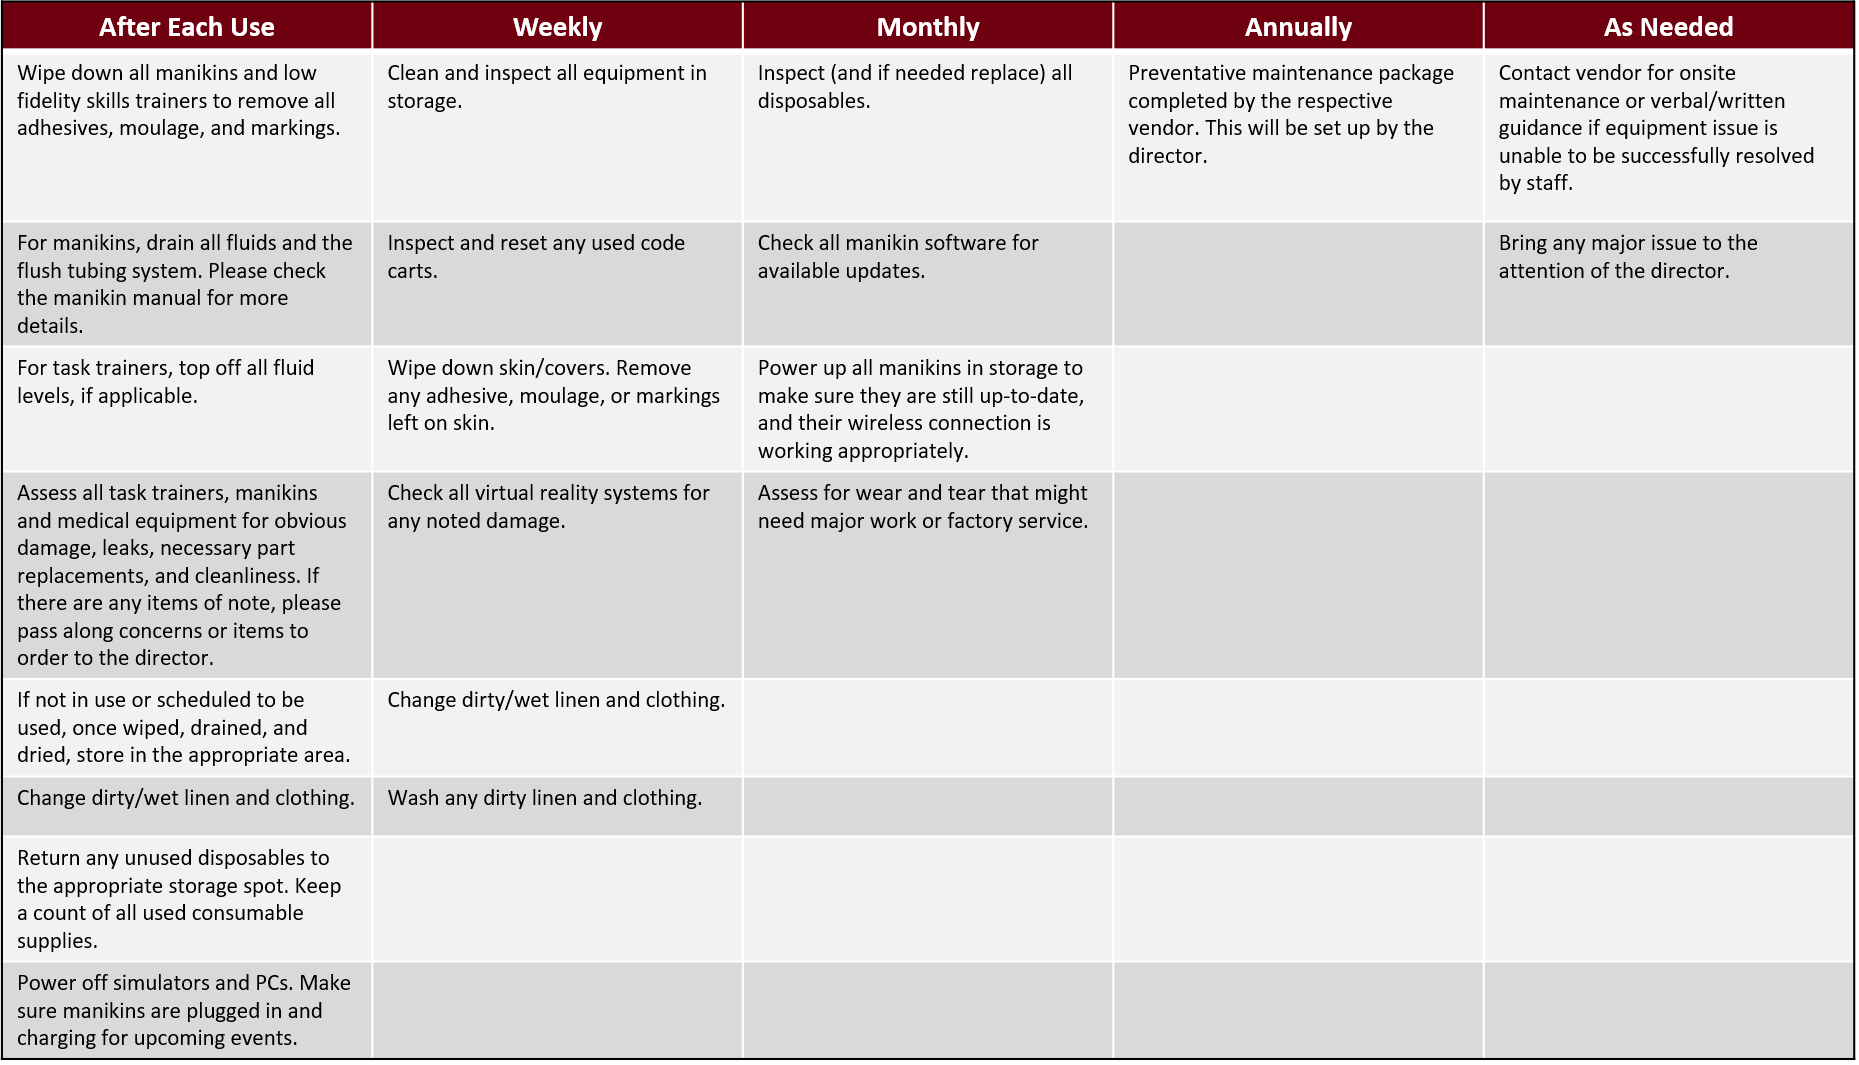 After Each Use
Weekly
Monthly
Annually
As Needed
Wipe down all manikins and low
fidelity skills trainers to remove all
adhesives, moulage, and markings.
Clean and inspect all equipment in
storage.
Inspect (and if needed replace) all
disposables.
Preventative maintenance package
completed by the respective
vendor. This will be set up by the
director.
Contact vendor for onsite
maintenance or verbal/written
guidance if equipment issue is
unable to be successfully resolved
by staff.
For manikins, drain all fluids and the
flush tubing system. Please check
the manikin manual for more
details.
Inspect and reset any used code
carts.
Check all manikin software for
available updates.
Bring any major issue to the
attention of the director.
For task trainers, top off all fluid
levels, if applicable.
Wipe down skin/covers. Remove
any adhesive, moulage, or markings
left on skin.
Power up all manikins in storage to
make sure they are still up-to-date,
and their wireless connection is
working appropriately.
Assess all task trainers, manikins
and medical equipment for obvious
damage, leaks, necessary part
replacements, and cleanliness. If
there are any items of note, please
pass along concerns or items to
order to the director.
Check all virtual reality systems for
any noted damage.
Assess for wear and tear that might
need major work or factory service.
If not in use or scheduled to be
used, once wiped, drained, and
dried, store in the appropriate area.
Change dirty/wet linen and clothing.
Change dirty/wet linen and clothing.
Wash any dirty linen and clothing.
Return any unused disposables to
the appropriate storage spot. Keep
a count of all used consumable
supplies.
Power off simulators and PCs. Make
sure manikins are plugged in and
charging for upcoming events.